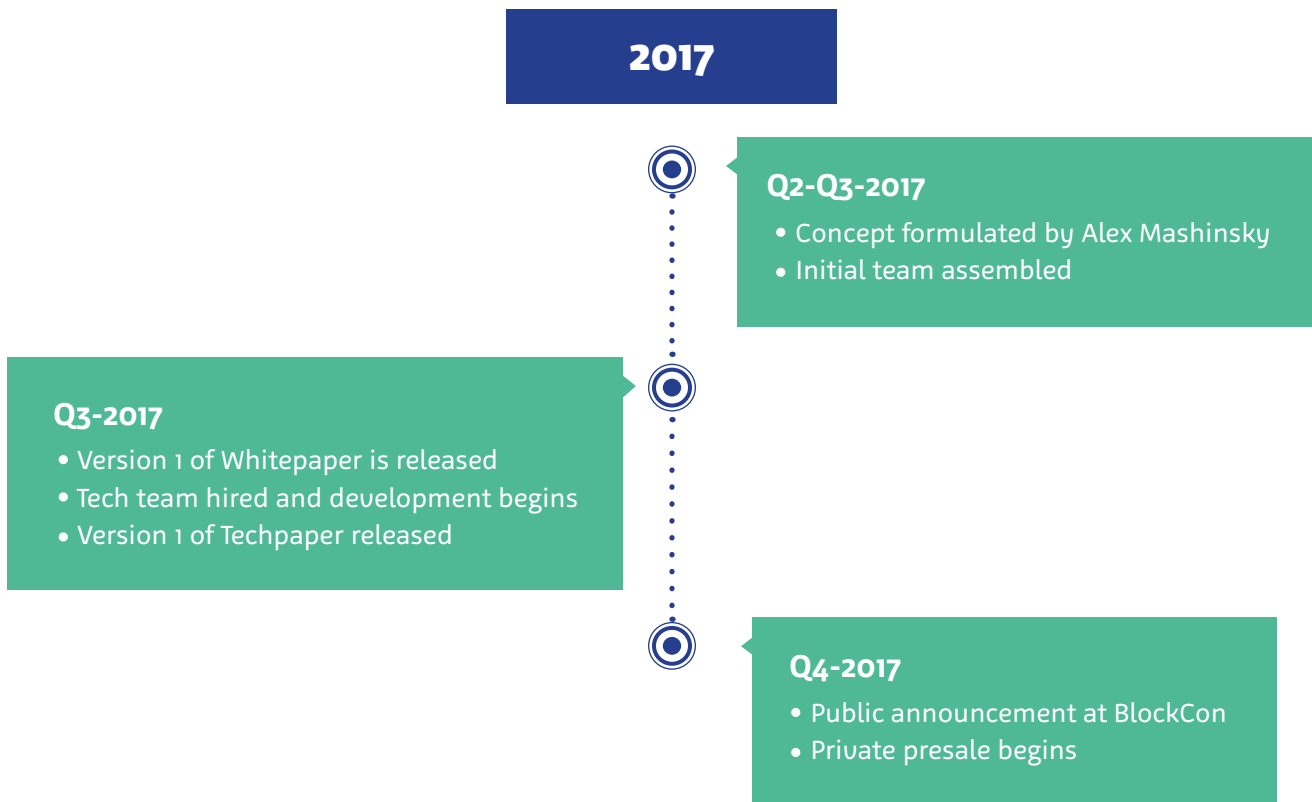 2017
Q2-Q3-2017
• Concept formulated by Alex Mashinsky
• Initial team assembled
Q3-2017
• Version 1 of Whitepaper is released
• Tech team hired and development begins
• Version 1 of Techpaper released
Q4-2017
• Public announcement at BlockCon
• Private presale begins